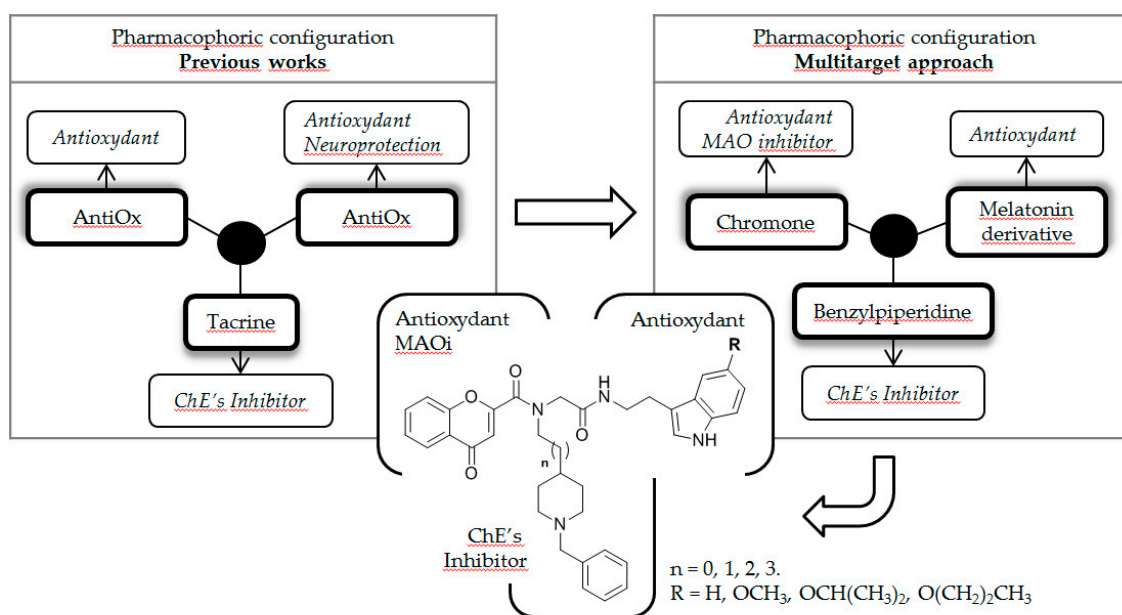 Pharmacophoric configuration
Previous works
Antioxydant
Antioxydant
Neuroprotection
AntiOx
AntiOx
Tacrine
ChE's Inhibitor
Pharmacophoric configuration
Multitarget approach
Antioxydant
MAO inhibitor
Antioxydant
Chromone
Melatonin
derivative
Benzylpiperidine
ChE's Inhibitor
Antioxydant
MAOi
Antioxydant
R
O
O
H
N
O
N
O
NH
O
n
N
ChE's
Inhibitor
n = 0, 1, 2, 3.
R = H, OCH₃, OCH(CH₃)₂, O(CH₂)₂CH₃